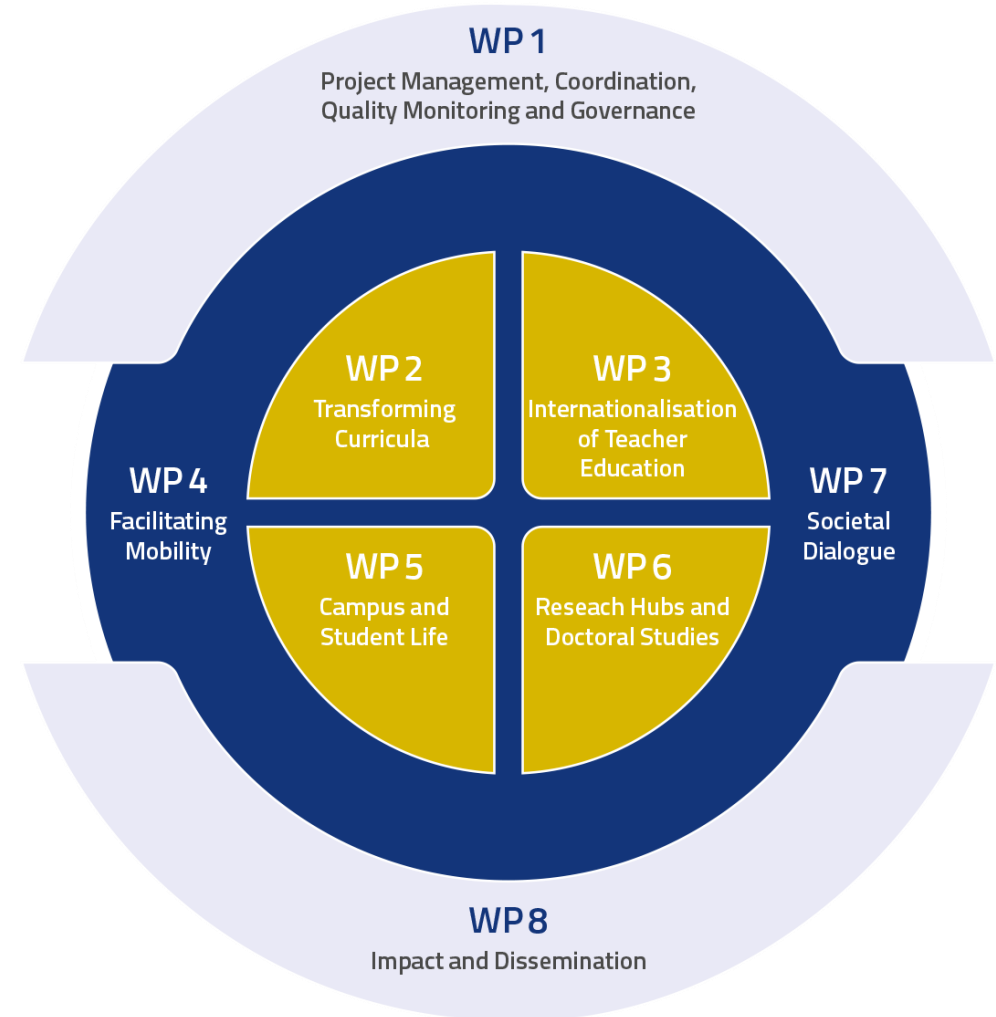 WP 1
Project Management, Coordination,
Quality Monitoring and Governance
WP 2
Transforming
Curricula
WP 3
Internationalisation
of Teacher
Education
WP 4
Facilitating
Mobility
WP 7
Societal
Dialogue
WP 5
Campus and
Student Life
WP 6
Reseach Hubs and
Doctoral Studies
WP 8
Impact and Dissemination